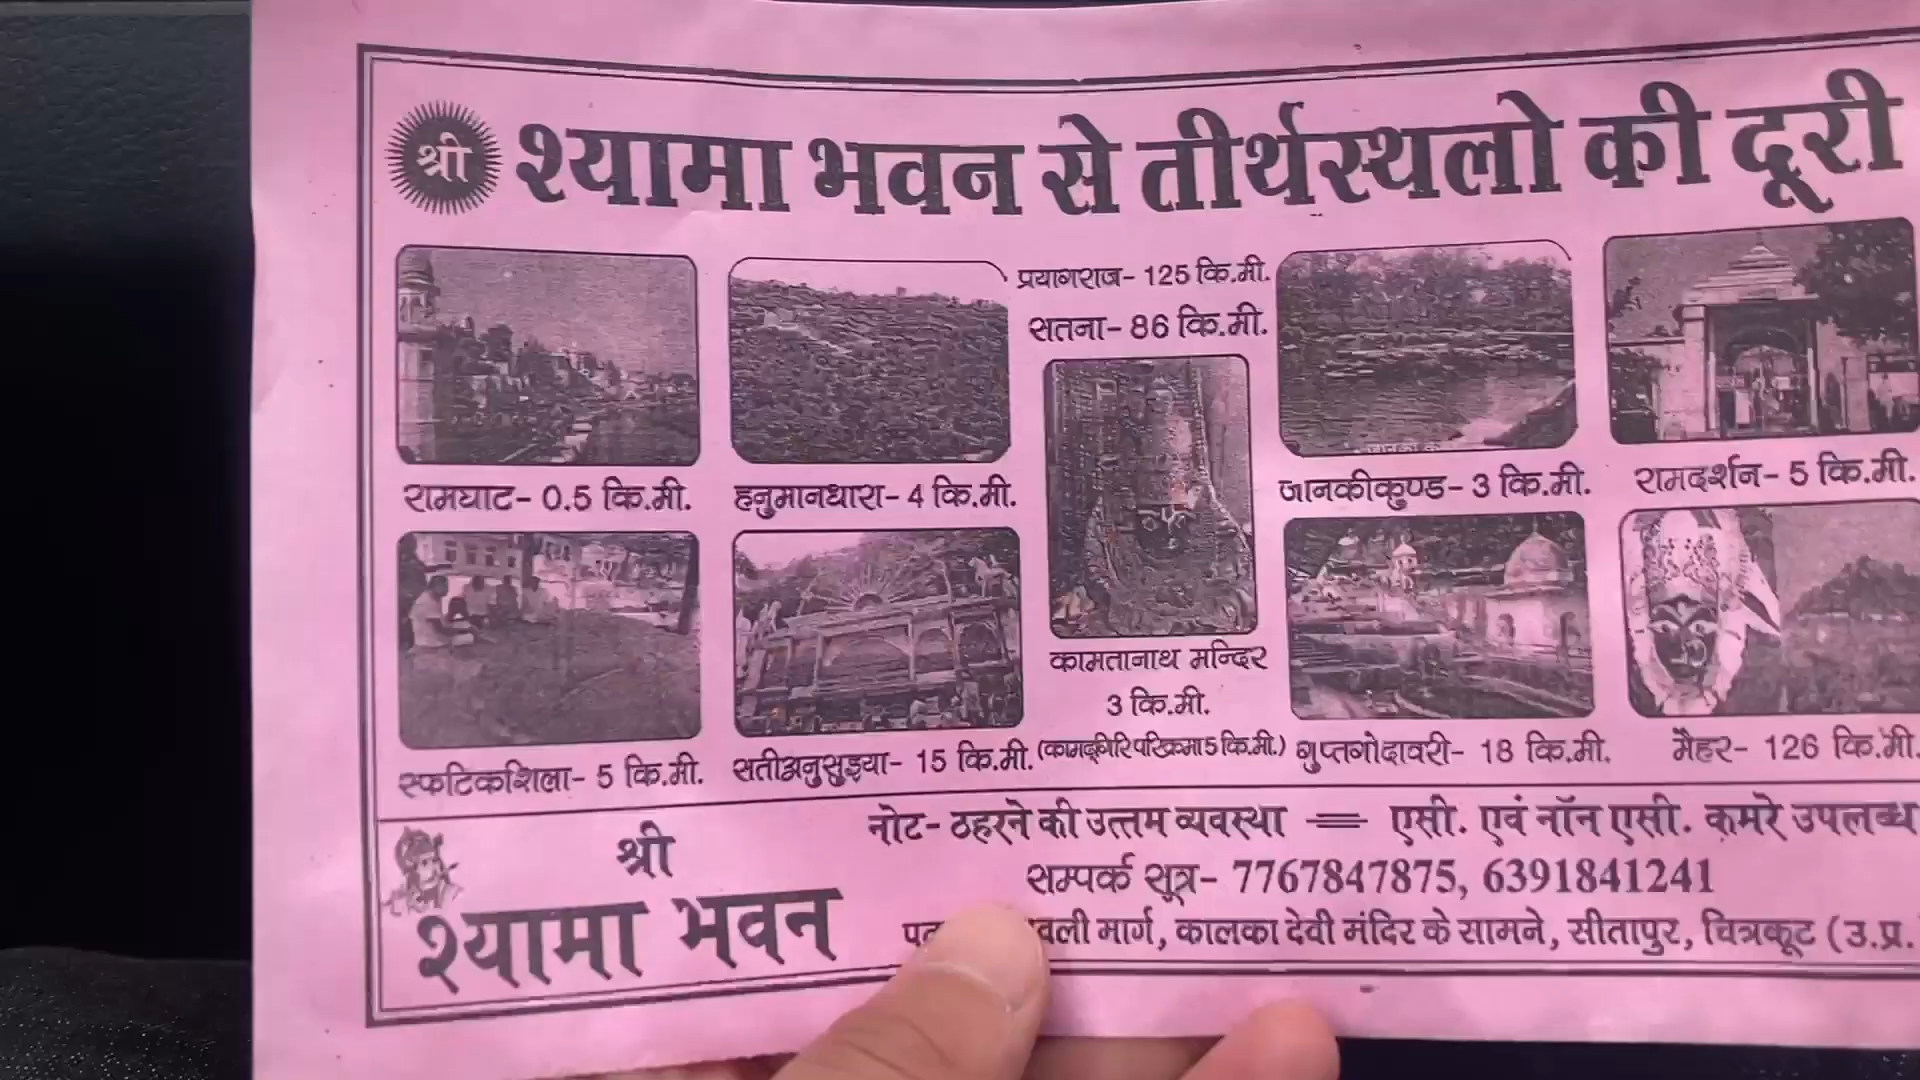 श्री श्यामा भवन से तीर्थस्थलो की दूरी
प्रयागराज- 125 कि.मी.
सतना- 86 कि.मी.
रामघाट- 0.5 कि.मी.
हनुमानधारा- 4 कि.मी.
जानकीकुण्ड- 3 कि.मी.
रामदर्शन- 5 कि.मी.
कामतानाथ मन्दिर
3 कि.मी.
(कामद्गिरि परिक्रमा 5 कि.मी.)
स्फटिकशिला- 5 कि.मी.
सतीअनुसुइया- 15 कि.मी.
गुप्तगोदावरी- 18 कि.मी.
मैहर- 126 कि.मी.
श्री
श्यामा भवन
नोट- ठहरने की उत्तम व्यवस्था = एसी. एवं नॉन एसी. कमरे उपलब्ध
सम्पर्क सूत्र- 7767847875, 6391841241
मार्ग, कालका देवी मंदिर के सामने, सीतापुर, चित्रकूट (उ.प्र.